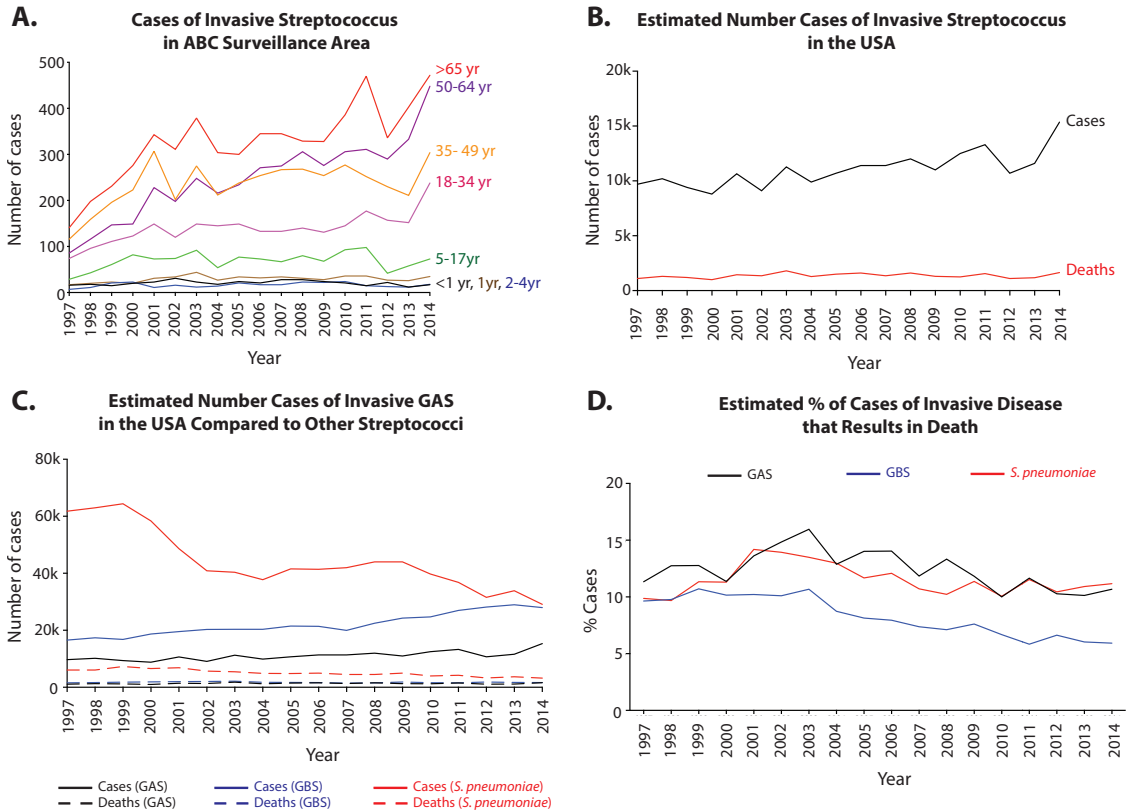 A.
Cases of Invasive Streptococcus
in ABC Surveillance Area
Number of cases
500
400
300
200
100
0
>65 yr
50-64 yr
35- 49 yr
18-34 yr
5-17yr
<1 yr, 1yr, 2-4yr
1997 1998 1999 2000 2001 2002 2003 2004 2005 2006 2007 2008 2009 2010 2011 2012 2013 2014
Year
B.
Estimated Number Cases of Invasive Streptococcus
in the USA
Number of cases
20k
15k
10k
5k
0
Cases
Deaths
1997 1998 1999 2000 2001 2002 2003 2004 2005 2006 2007 2008 2009 2010 2011 2012 2013 2014
Year
C.
Estimated Number Cases of Invasive GAS
in the USA Compared to Other Streptococci
Number of cases
80k
60k
40k
20k
0
1997 1998 1999 2000 2001 2002 2003 2004 2005 2006 2007 2008 2009 2010 2011 2012 2013 2014
Year
Cases (GAS) Cases (GBS) Cases (S. pneumoniae)
Deaths (GAS) Deaths (GBS) Deaths (S. pneumoniae)
D.
Estimated % of Cases of Invasive Disease
that Results in Death
GAS GBS S. pneumoniae
% Cases
20
15
10
5
0
1997 1998 1999 2000 2001 2002 2003 2004 2005 2006 2007 2008 2009 2010 2011 2012 2013 2014
Year